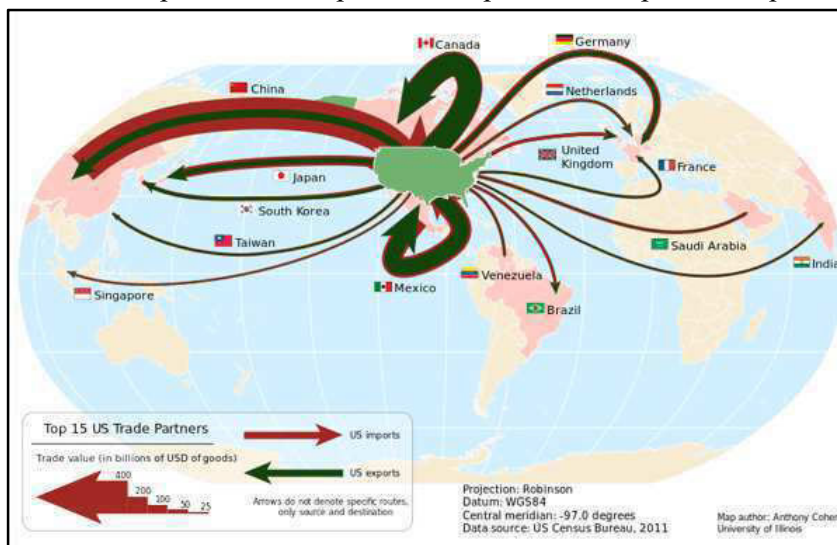 Canada
Germany
China
Netherlands
United
Kingdom
France
Japan
South Korea
Taiwan
Saudi Arabia
India
Venezuela
Singapore
Mexico
Brazil
Top 15 US Trade Partners
Trade value (in billions of USD of goods)
400
200
100
50
25
US imports
US exports
Arrows do not denote specific routes,
only source and destination
Projection: Robinson
Datum: WGS84
Central meridian: -97.0 degrees
Data source: US Census Bureau, 2011
Map author: Anthony Cohen
University of Illinois